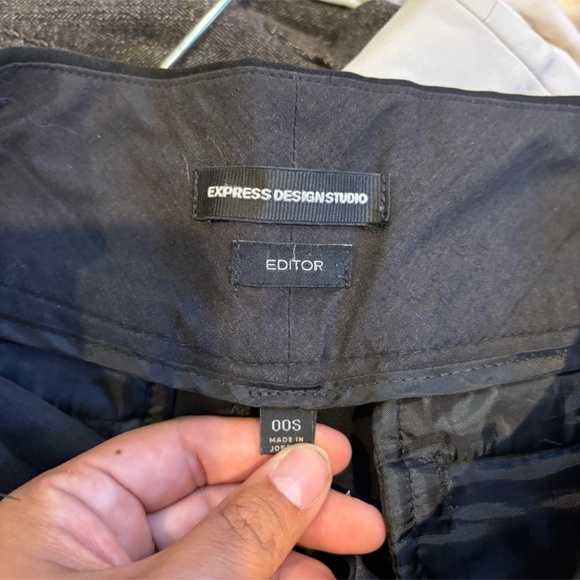 EXPRESS DESIGN STUDIO
EDITOR
00S
MADE IN